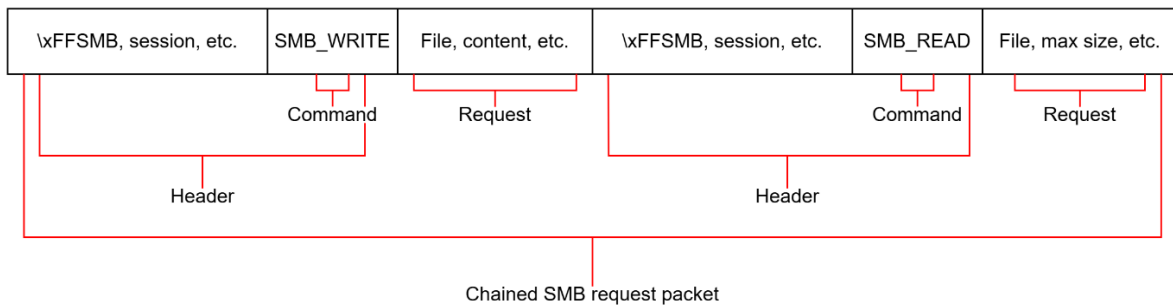 \xFFSMB, session, etc. SMB_WRITE File, content, etc. \xFFSMB, session, etc. SMB_READ File, max size, etc.
Command Request Command Request
Header Header
Chained SMB request packet